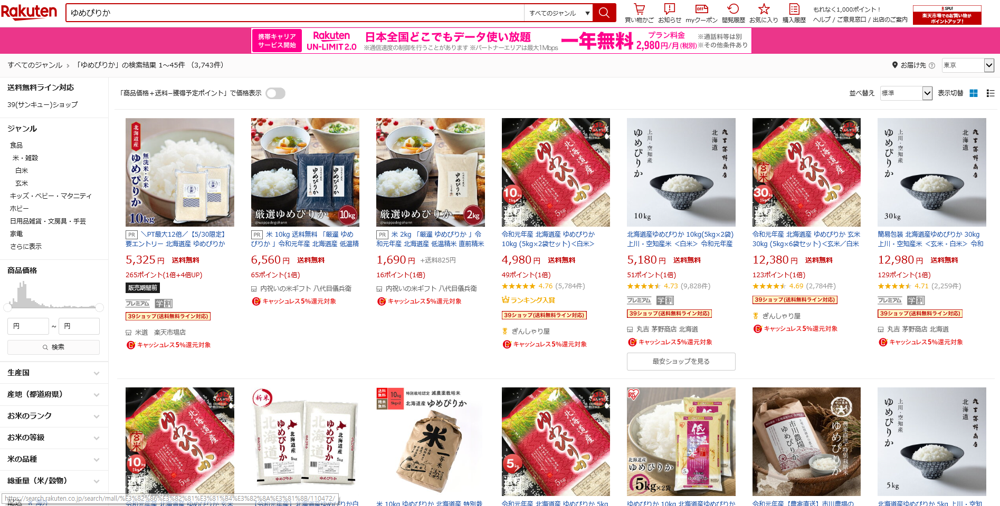 Rakuten
ゆめぴりか
すべてのジャンル
買い物かご
お知らせ
myクーポン
閲覧履歴
お気に入り
購入履歴
もれなく1,000ポイント！
ヘルプ / ご意見窓口 / 出店のご案内
SPU!
楽天市場でのお買い物が
ポイントアップ！
携帯キャリア
サービス開始
Rakuten
UN-LIMIT 2.0
日本全国どこでもデータ使い放題
※通信速度の制御を行うことがあります ※パートナーエリアは最大1Mbps
一年無料
プラン料金
2,980円/月(税別)
※通話料等は別
※その他条件あり
すべてのジャンル › 「ゆめぴりか」の検索結果 1～45件 （3,743件）
お届け先
東京
送料無料ライン対応
39(サンキュー)ショップ
ジャンル
食品
米・雑穀
白米
玄米
キッズ・ベビー・マタニティ
ホビー
日用品雑貨・文房具・手芸
家電
さらに表示
商品価格
円 ~ 円
検索
生産国
産地（都道府県）
お米のランク
お米の等級
米の品種
総重量（米/穀物）
https://search.rakuten.co.jp/search/mall/%E3%82%86%E3%82%81%E3%81%B4%E3%82%8A%E3%81%8B/110472/
「商品価格＋送料−獲得予定ポイント」で価格表示
並べ替え
標準
表示切替
北海道産
無洗米・玄米
ゆめぴりか
10kg
PR ＼PT最大12倍／【5/30限定】
要エントリー 北海道産 ゆめぴりか
5,325円 送料無料
265ポイント(1倍+4倍UP)
販売期間前
プレミアム 学割
39ショップ(送料無料ライン対応)
米道　楽天市場店
キャッシュレス5%還元対象
ゆめぴりか
ゆめぴりか
厳選ゆめぴりか
10kg
@wappadegohann
PR 米 10kg 送料無料 「厳選 ゆめ
ぴりか 」令和元年産 北海道産 低温精
6,560円 送料無料
65ポイント(1倍)
内祝いの米ギフト 八代目儀兵衛
キャッシュレス5%還元対象
ゆめぴりか
厳選ゆめぴりか
2kg
@wappadegohann
PR 米 2kg 「厳選 ゆめぴりか 」令
和元年産 北海道産 低温精米 直前精米
1,690円 +送料825円
16ポイント(1倍)
内祝いの米ギフト 八代目儀兵衛
キャッシュレス5%還元対象
北海道産
ゆめぴりか
10kg
5kg×2
5kg
令和元年産 北海道産 ゆめぴりか
10kg (5kg×2袋セット)＜白米＞
4,980円 送料無料
49ポイント(1倍)
4.76 (5,784件)
ランキング入賞
39ショップ(送料無料ライン対応)
ぎんしゃり屋
キャッシュレス5%還元対象
丸吉茅野商店
北海道
上川・空知産
ゆめぴりか
10kg
北海道産ゆめぴりか 10kg(5kg×2袋)
上川・空知産米 ＜白米＞ 令和元年産
5,180円 送料無料
51ポイント(1倍)
4.73 (9,828件)
プレミアム 学割
39ショップ(送料無料ライン対応)
丸吉 茅野商店 北海道
キャッシュレス5%還元対象
最安ショップを見る
北海道産
ゆめぴりか
玄米
30kg
5kg×6
5kg
令和元年産 北海道産 ゆめぴりか 玄米
30kg (5kg×6袋セット)＜玄米／白米
12,380円 送料無料
123ポイント(1倍)
4.69 (2,784件)
39ショップ(送料無料ライン対応)
ぎんしゃり屋
キャッシュレス5%還元対象
丸吉茅野商店
北海道
上川・空知産
ゆめぴりか
30kg
簡易包装 北海道産ゆめぴりか 30kg
上川・空知産米 ＜玄米・白米＞ 令和
12,980円 送料無料
129ポイント(1倍)
4.71 (2,259件)
プレミアム 学割
39ショップ(送料無料ライン対応)
丸吉 茅野商店 北海道
キャッシュレス5%還元対象
北海道産
ゆめぴりか
玄米
10kg
5kg
令和元年産 北海道産 ゆめぴりか 玄米
新米
北海道産
ゆめぴりか
5kg
北海道産
ゆめぴりか
5kg
【令和元年産】北海道産ゆめぴりか白
送料無料
精米無料
10kg
5kg×2
特別栽培認定 減農薬栽培米
北海道産 ゆめぴりか
米
一等米
米 10kg ゆめぴりか 北海道産 特別栽
北海道産
ゆめぴりか
5kg
5kg
令和元年産 北海道産 ゆめぴりか 5kg
IRIS
低温製法米
北海道産
ゆめぴりか
5kg×2袋
ゆめぴりか 10kg 北海道産ゆめぴりか
市川農場
ゆめぴりか
農家直送・特別栽培米
ゆめぴりか
令和元年産【農家直送】市川農場の
丸吉茅野商店
北海道
上川・空知産
ゆめぴりか
5kg
北海道産ゆめぴりか 5kg 上川・空知